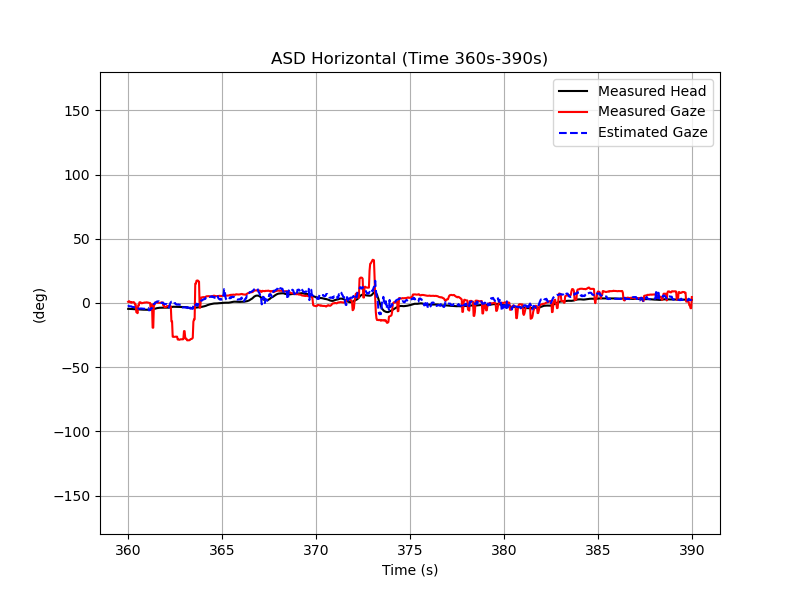 ASD Horizontal (Time 360s-390s)
Measured Head
Measured Gaze
Estimated Gaze
150
100
50
0
−50
−100
−150
(deg)
360 365 370 375 380 385 390
Time (s)